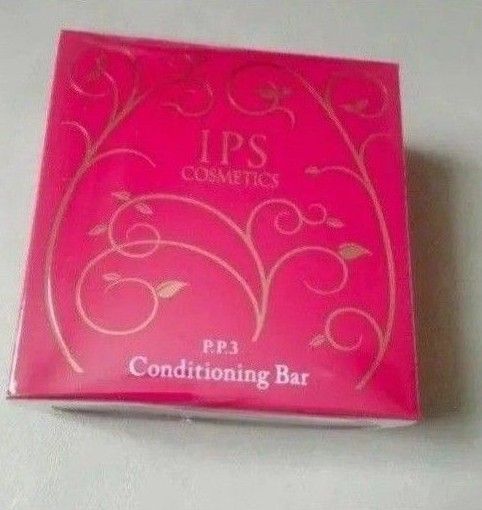 IPS
COSMETICS
P.P.3
Conditioning Bar